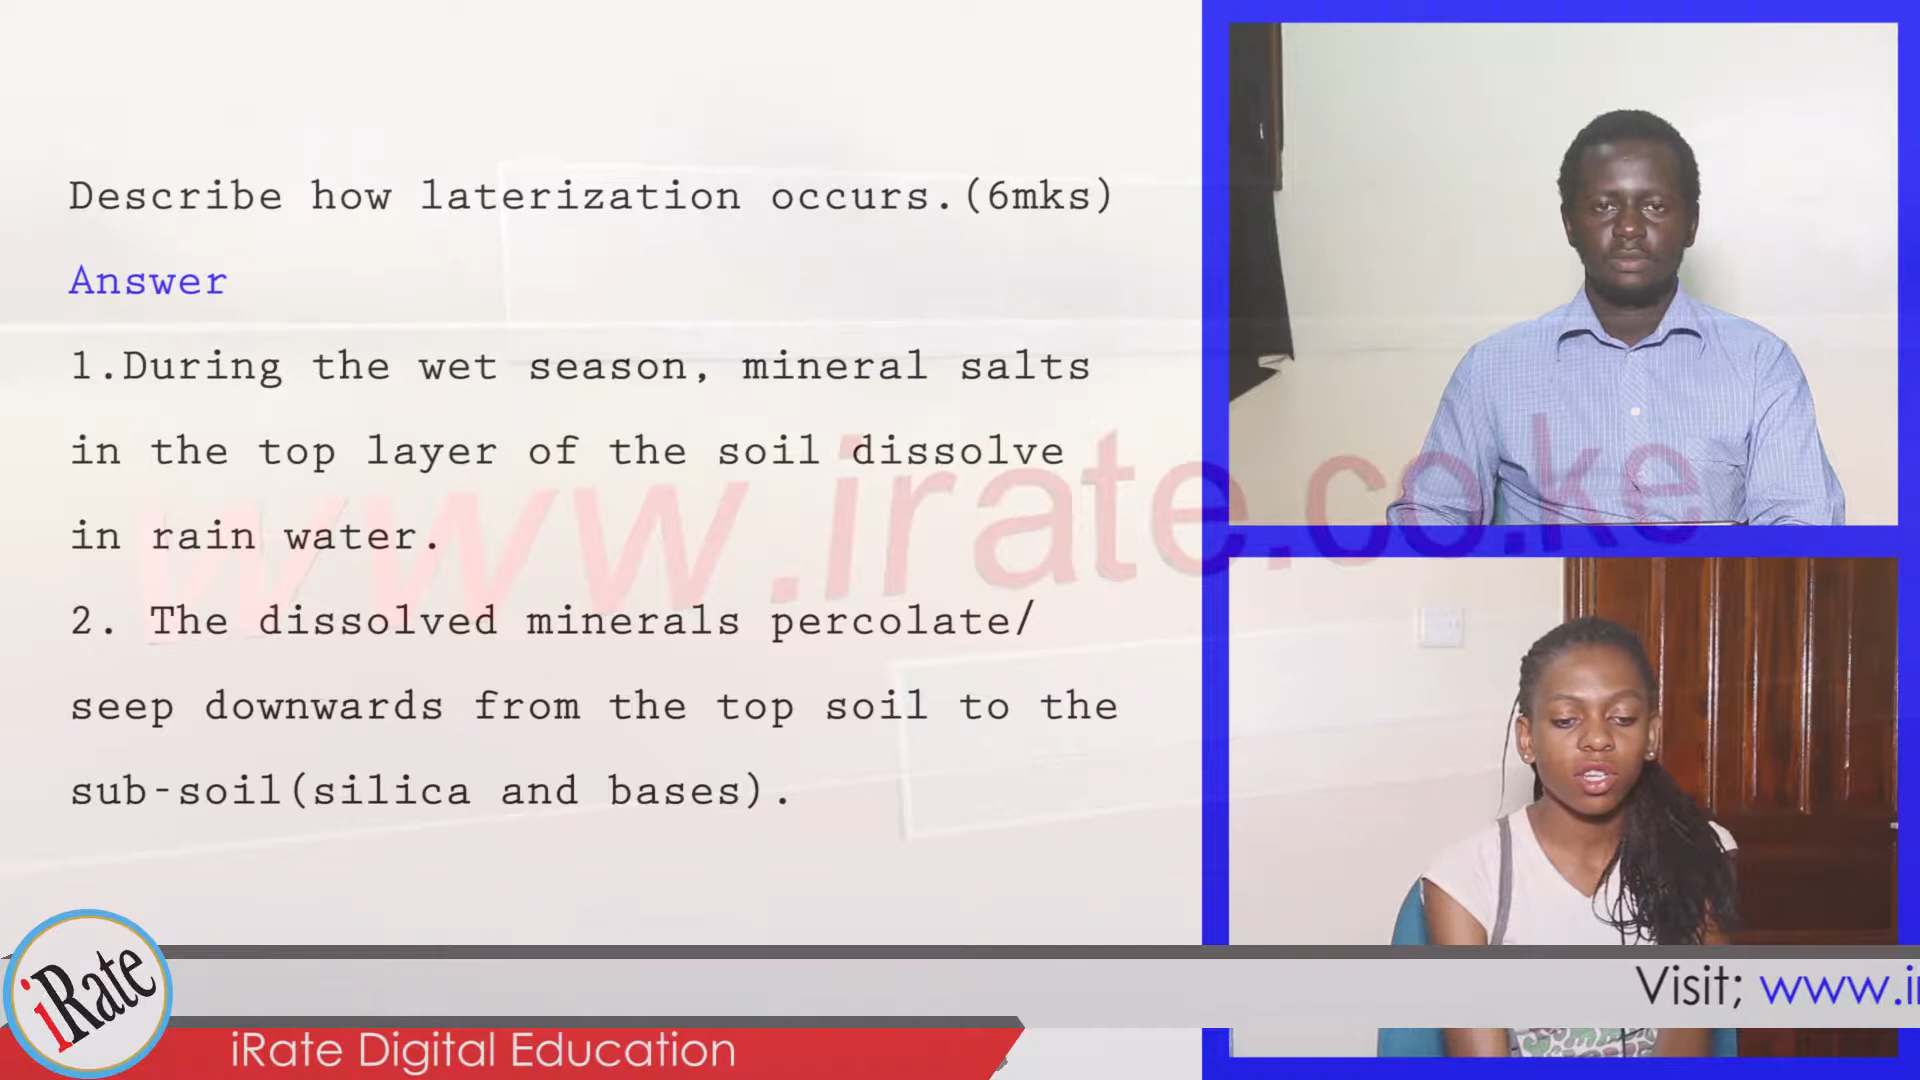 Describe how laterization occurs.(6mks)
Answer
1.During the wet season, mineral salts
in the top layer of the soil dissolve
in rain water.
2. The dissolved minerals percolate/
seep downwards from the top soil to the
sub-soil(silica and bases).
www.irate.co.ke
iRate
Visit; www.i
iRate Digital Education